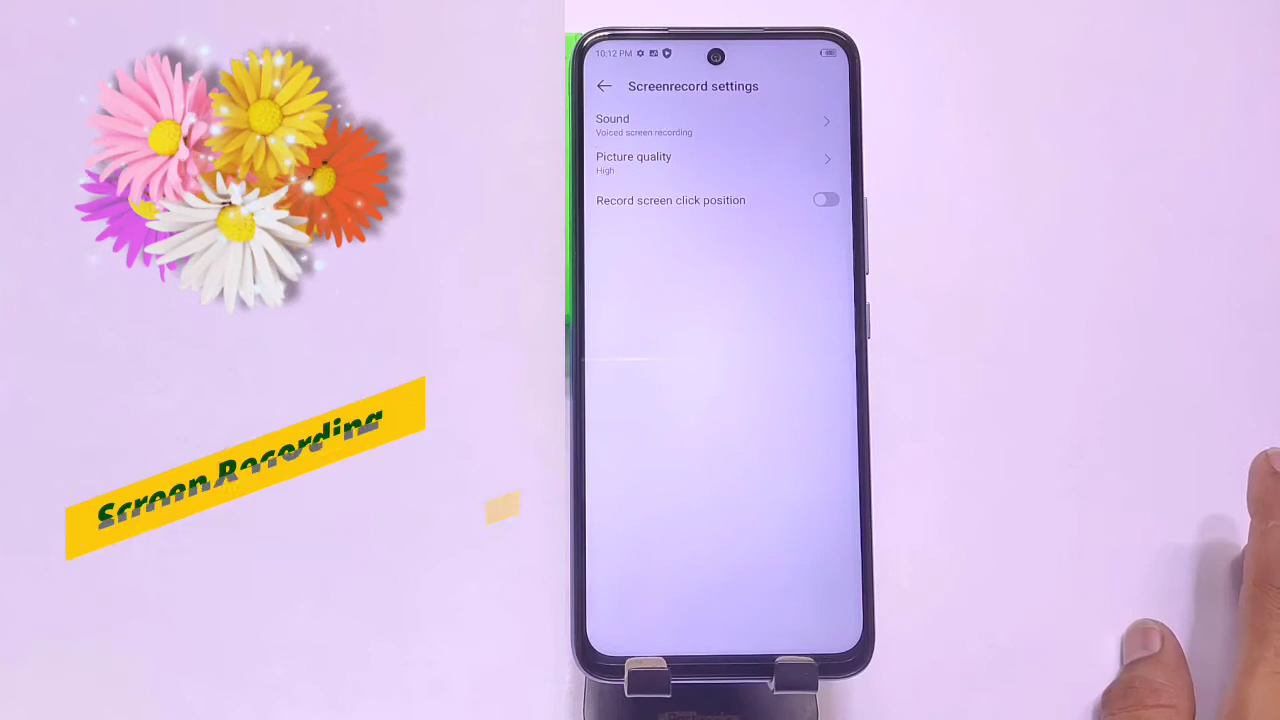 10:12 PM
Screenrecord settings
Sound
Voiced screen recording
Picture quality
High
Record screen click position
Screen Recording